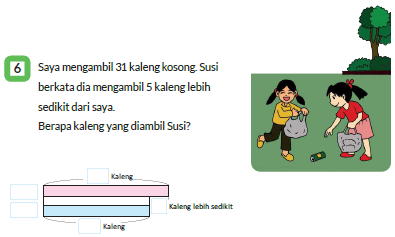 6
Saya mengambil 31 kaleng kosong. Susi
berkata dia mengambil 5 kaleng lebih
sedikit dari saya.
Berapa kaleng yang diambil Susi?
Kaleng
Kaleng lebih sedikit
Kaleng